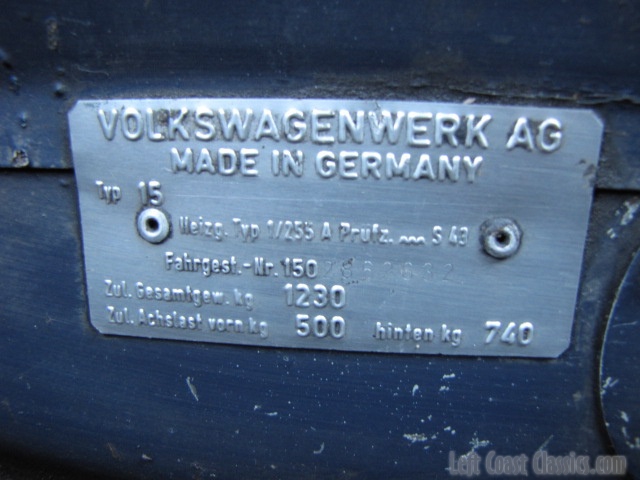 VOLKSWAGENWERK AG
MADE IN GERMANY
Typ 15
Heizg. Typ 1/255 A Prufz. ~~~ S 43
Fahrgest.-Nr. 150
Zul. Gesamtgew. kg 1230
Zul. Achslast vorn kg 500 hinten kg 740
Left Coast Classics.com